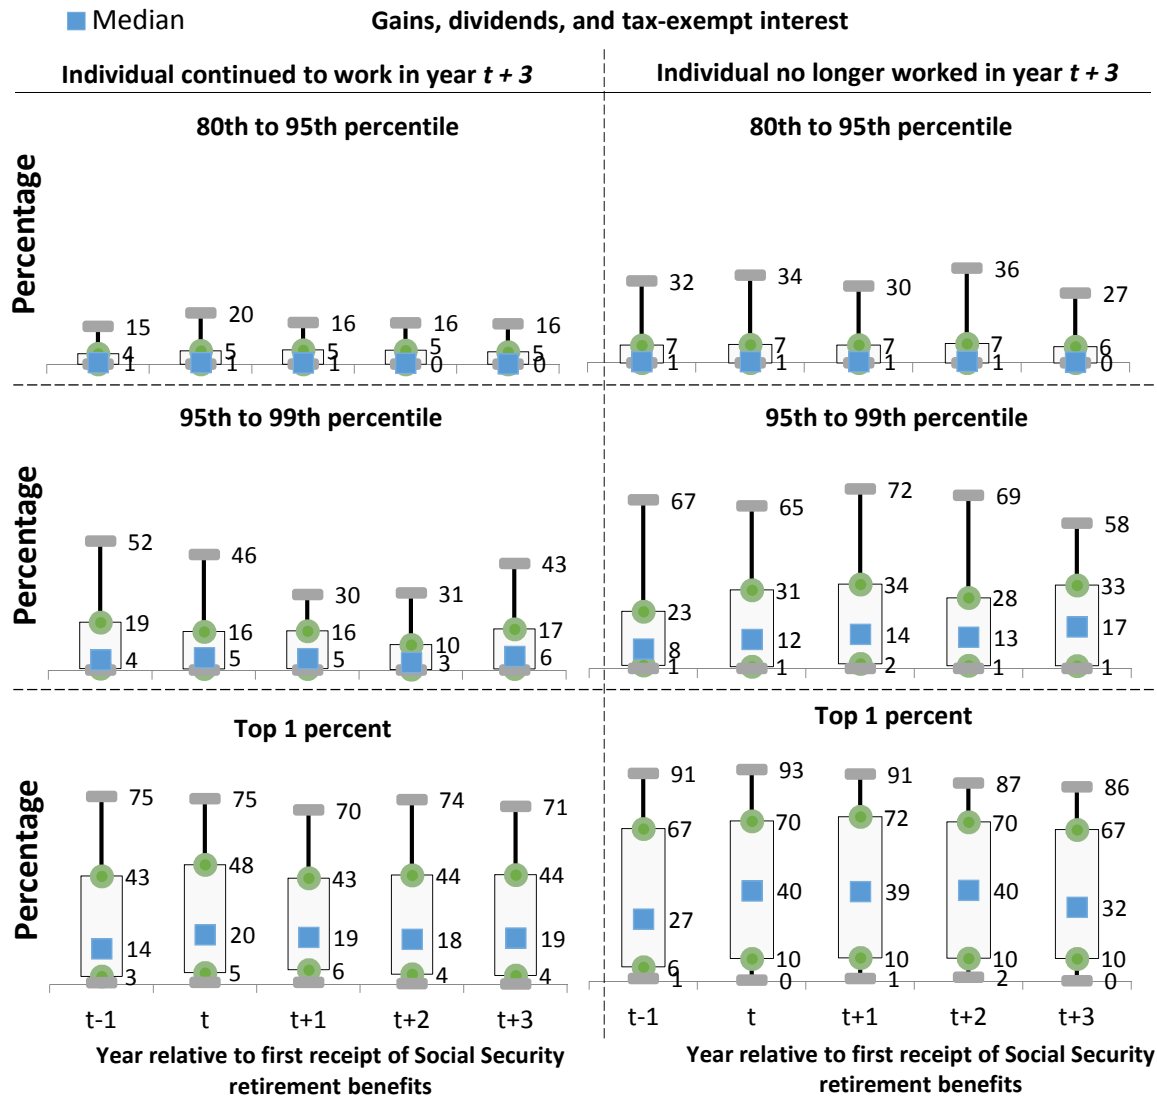 Median
Gains, dividends, and tax-exempt interest
Individual continued to work in year t + 3
Individual no longer worked in year t + 3
80th to 95th percentile
80th to 95th percentile
Percentage
15 20 16 16 16
4 5 5 5 5
1 1 1 0 0
32 34 30 36 27
7 7 7 7 6
1 1 1 1 0
95th to 99th percentile
95th to 99th percentile
Percentage
52 46 30 31 43
19 16 16 10 17
4 5 5 3 6
67 65 72 69 58
23 31 34 28 33
8 12 14 13 17
1 1 2 1 1
Top 1 percent
Top 1 percent
Percentage
75 75 70 74 71
43 48 43 44 44
14 20 19 18 19
3 5 6 4 4
91 93 91 87 86
67 70 72 70 67
27 40 39 40 32
6 10 10 10 10
1 0 1 2 0
t-1 t t+1 t+2 t+3
t-1 t t+1 t+2 t+3
Year relative to first receipt of Social Security
retirement benefits
Year relative to first receipt of Social Security
retirement benefits